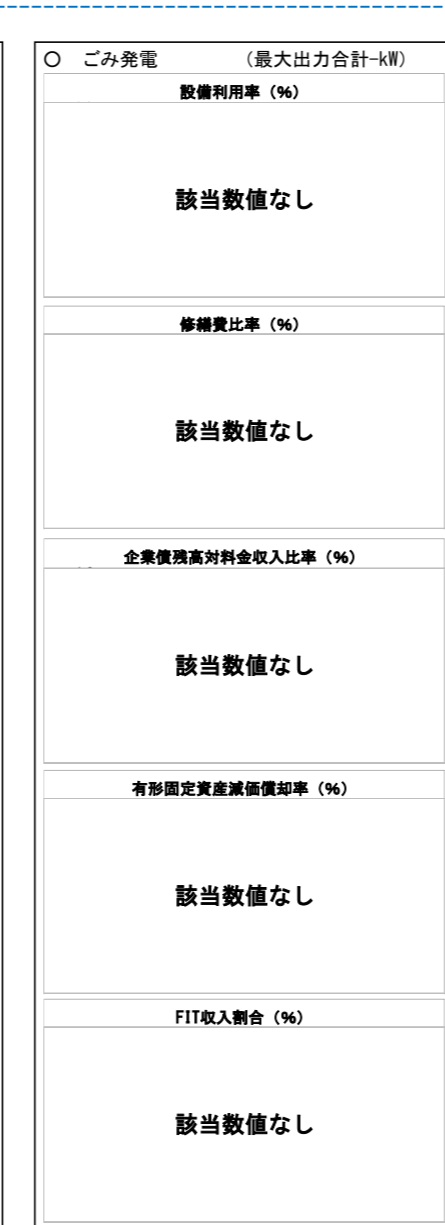 ○ ごみ発電 (最大出力合計-kW)
設備利用率（%）
該当数値なし
修繕費比率（%）
該当数値なし
企業債残高対料金収入比率（%）
該当数値なし
有形固定資産減価償却率（%）
該当数値なし
FIT収入割合（%）
該当数値なし